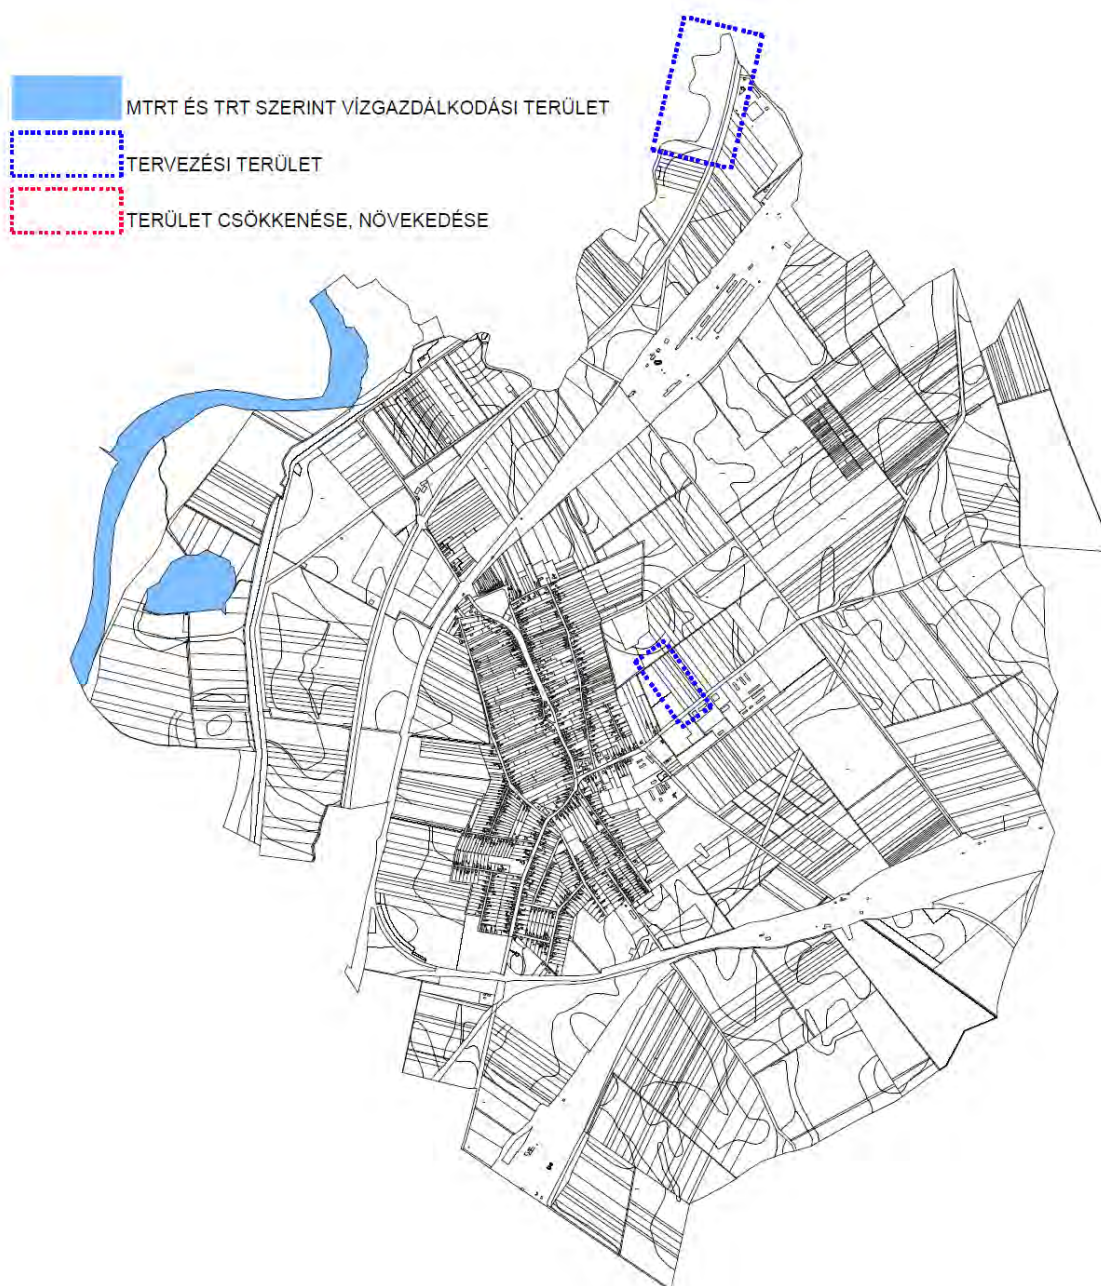 MTRT ÉS TRT SZERINT VÍZGAZDÁLKODÁSI TERÜLET
TERVEZÉSI TERÜLET
TERÜLET CSÖKKENÉSE, NÖVEKEDÉSE